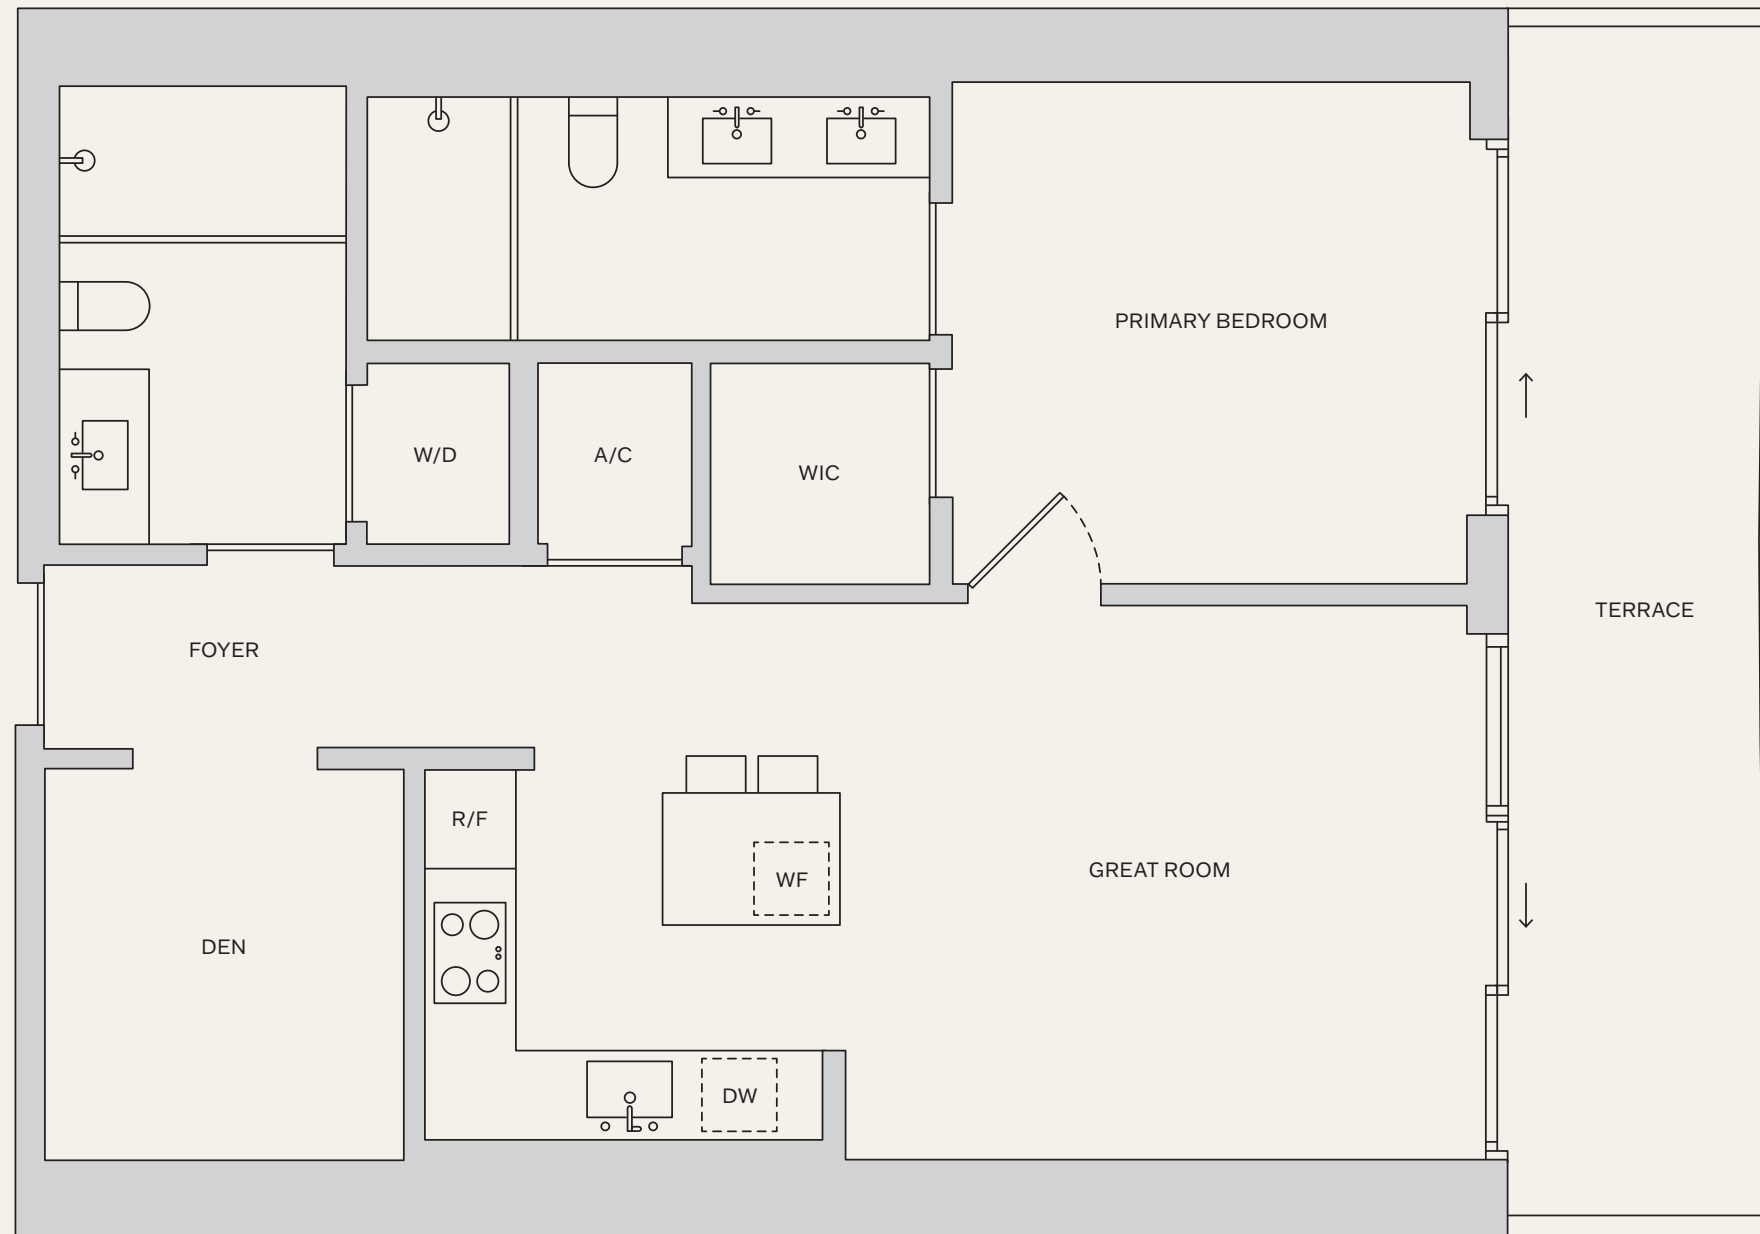 PRIMARY BEDROOM
W/D
A/C
WIC
TERRACE
FOYER
R/F
WF
GREAT ROOM
DEN
DW